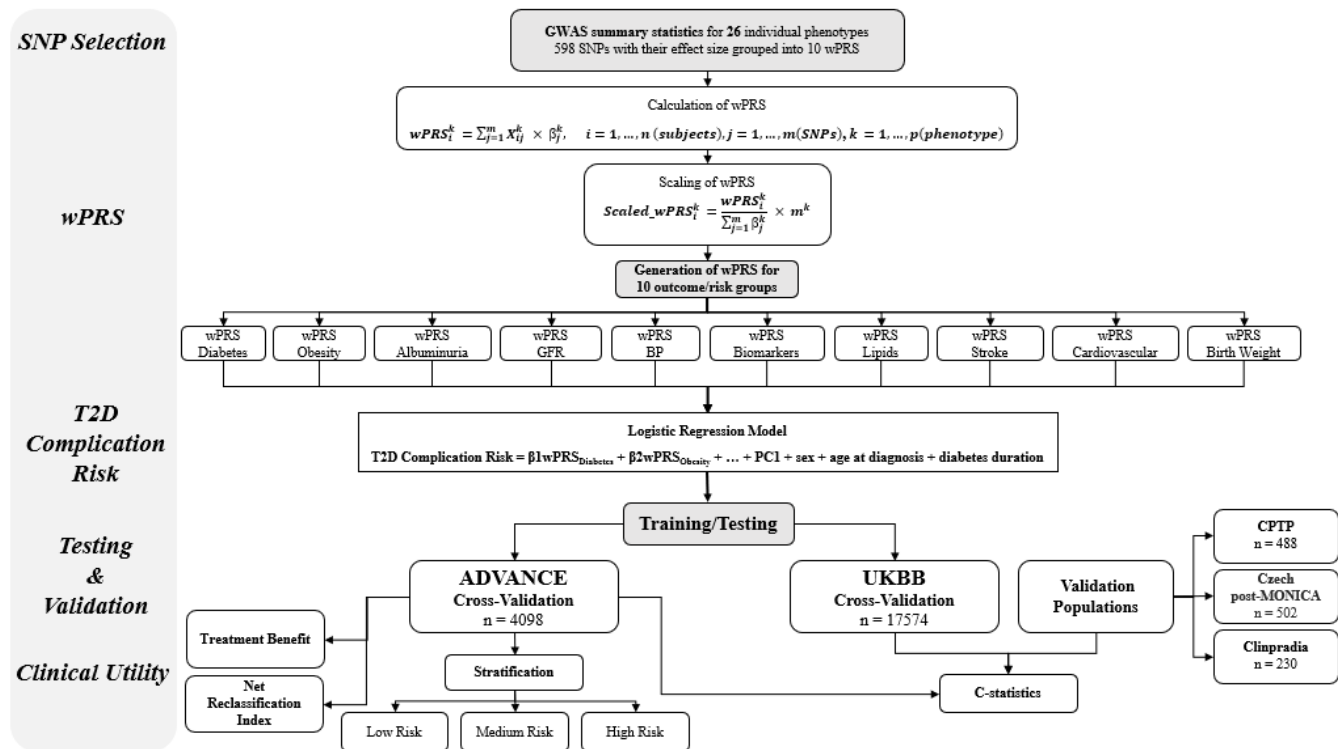 SNP Selection
GWAS summary statistics for 26 individual phenotypes
598 SNPs with their effect size grouped into 10 wPRS
Calculation of wPRS
wPRS_i^k = ∑_{j=1}^m X_{ij}^k × β_j^k, i = 1, …, n (subjects), j = 1, …, m(SNPs), k = 1, …, p(phenotype)
wPRS
Scaling of wPRS
Scaled_wPRS_i^k = wPRS_i^k / ∑_{j=1}^m β_j^k × m^k
Generation of wPRS for
10 outcome/risk groups
wPRS
Diabetes
wPRS
Obesity
wPRS
Albuminuria
wPRS
GFR
wPRS
BP
wPRS
Biomarkers
wPRS
Lipids
wPRS
Stroke
wPRS
Cardiovascular
wPRS
Birth Weight
T2D
Complication
Risk
Logistic Regression Model
T2D Complication Risk = β1wPRS_Diabetes + β2wPRS_Obesity + … + PC1 + sex + age at diagnosis + diabetes duration
Testing
&
Validation
Training/Testing
ADVANCE
Cross-Validation
n = 4098
UKBB
Cross-Validation
n = 17574
Validation
Populations
CPTP
n = 488
Czech
post-MONICA
n = 502
Clinpradia
n = 230
Clinical Utility
Treatment Benefit
Net
Reclassification
Index
Stratification
C-statistics
Low Risk
Medium Risk
High Risk